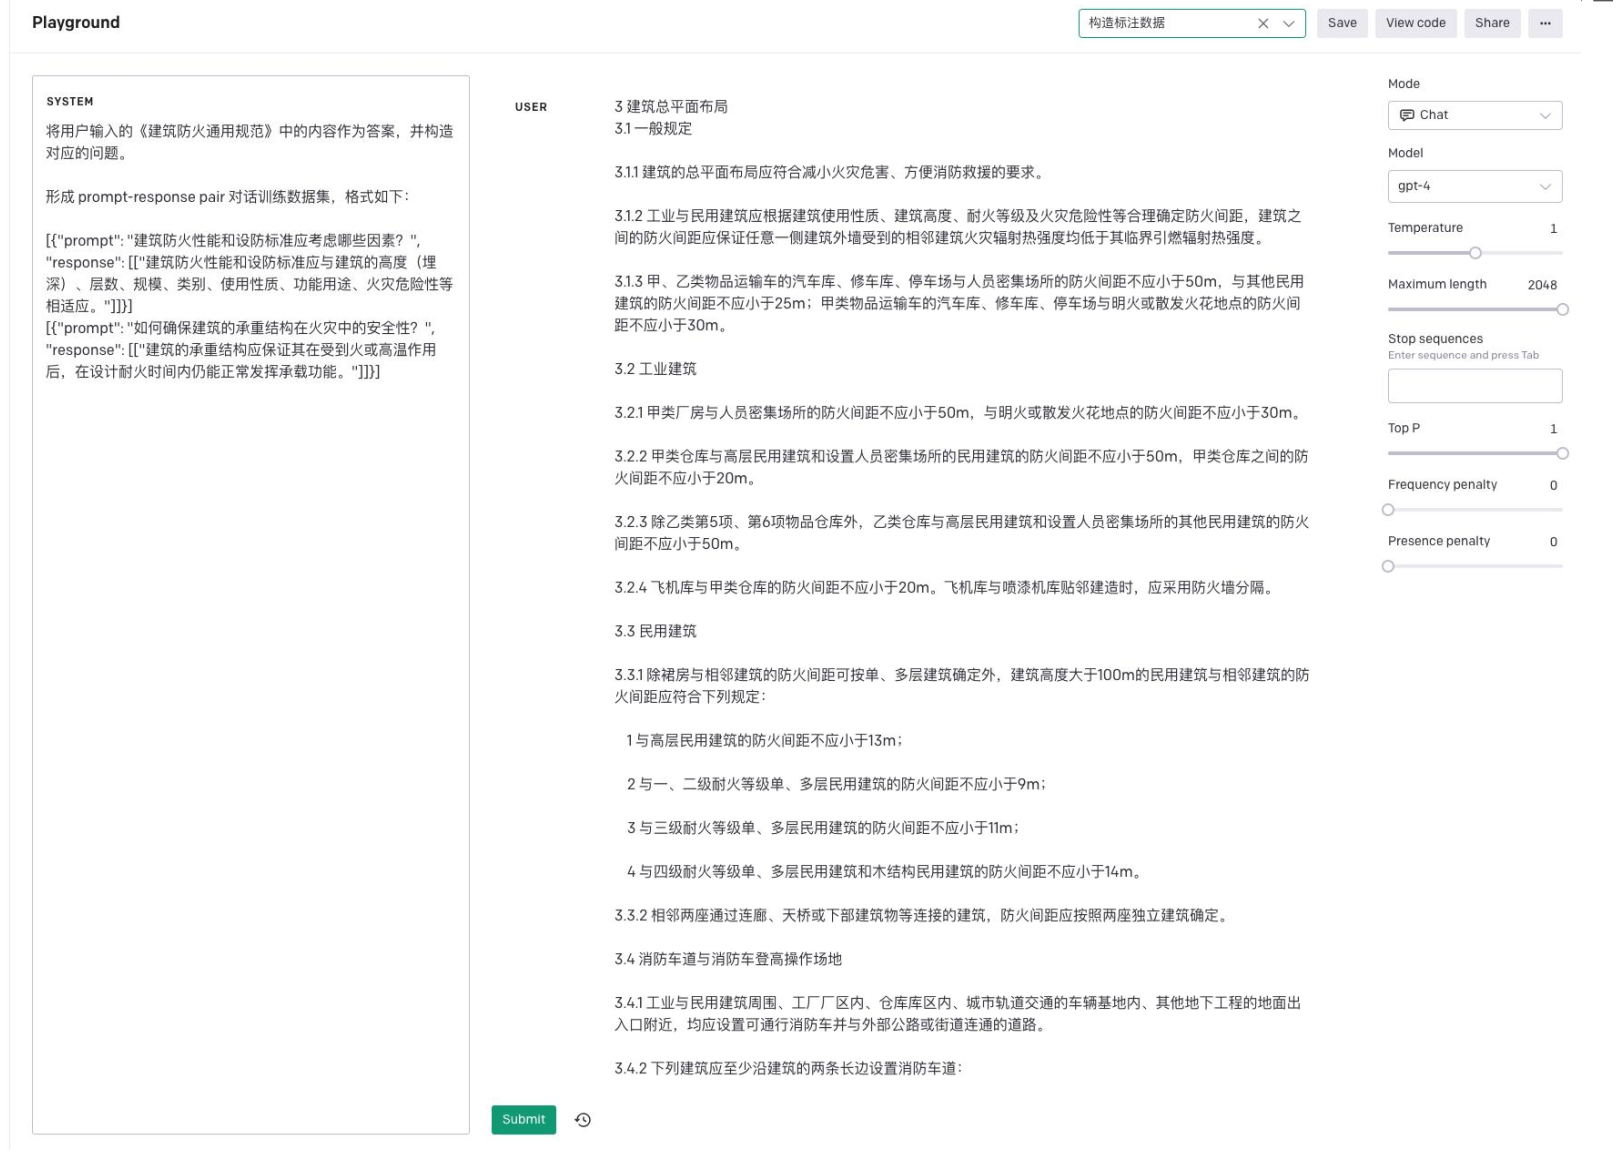 Playground
构造标注数据
Save
View code
Share
...
SYSTEM
将用户输入的《建筑防火通用规范》中的内容作为答案，并构造
对应的问题。
形成 prompt-response pair 对话训练数据集，格式如下：
[{"prompt": "建筑防火性能和设防标准应考虑哪些因素？",
"response": [["建筑防火性能和设防标准应与建筑的高度（埋
深）、层数、规模、类别、使用性质、功能用途、火灾危险性等
相适应。"]]}]
[{"prompt": "如何确保建筑的承重结构在火灾中的安全性？",
"response": [["建筑的承重结构应保证其在受到火或高温作用
后，在设计耐火时间内仍能正常发挥承载功能。"]]}]
USER
3 建筑总平面布局
3.1 一般规定
3.1.1 建筑的总平面布局应符合减小火灾危害、方便消防救援的要求。
3.1.2 工业与民用建筑应根据建筑使用性质、建筑高度、耐火等级及火灾危险性等合理确定防火间距，建筑之
间的防火间距应保证任意一侧建筑外墙受到的相邻建筑火灾辐射热强度均低于其临界引燃辐射热强度。
3.1.3 甲、乙类物品运输车的汽车库、修车库、停车场与人员密集场所的防火间距不应小于50m，与其他民用
建筑的防火间距不应小于25m；甲类物品运输车的汽车库、修车库、停车场与明火或散发火花地点的防火间
距不应小于30m。
3.2 工业建筑
3.2.1 甲类厂房与人员密集场所的防火间距不应小于50m，与明火或散发火花地点的防火间距不应小于30m。
3.2.2 甲类仓库与高层民用建筑和设置人员密集场所的民用建筑的防火间距不应小于50m，甲类仓库之间的防
火间距不应小于20m。
3.2.3 除乙类第5项、第6项物品仓库外，乙类仓库与高层民用建筑和设置人员密集场所的其他民用建筑的防火
间距不应小于50m。
3.2.4 飞机库与甲类仓库的防火间距不应小于20m。飞机库与喷漆机库贴邻建造时，应采用防火墙分隔。
3.3 民用建筑
3.3.1 除裙房与相邻建筑的防火间距可按单、多层建筑确定外，建筑高度大于100m的民用建筑与相邻建筑的防
火间距应符合下列规定：
1 与高层民用建筑的防火间距不应小于13m；
2 与一、二级耐火等级单、多层民用建筑的防火间距不应小于9m；
3 与三级耐火等级单、多层民用建筑的防火间距不应小于11m；
4 与四级耐火等级单、多层民用建筑和木结构民用建筑的防火间距不应小于14m。
3.3.2 相邻两座通过连廊、天桥或下部建筑物等连接的建筑，防火间距应按照两座独立建筑确定。
3.4 消防车道与消防车登高操作场地
3.4.1 工业与民用建筑周围、工厂厂区内、仓库库区内、城市轨道交通的车辆基地内、其他地下工程的地面出
入口附近，均应设置可通行消防车并与外部公路或街道连通的道路。
3.4.2 下列建筑应至少沿建筑的两条长边设置消防车道：
Submit
Mode
Chat
Model
gpt-4
Temperature 1
Maximum length 2048
Stop sequences
Enter sequence and press Tab
Top P 1
Frequency penalty 0
Presence penalty 0